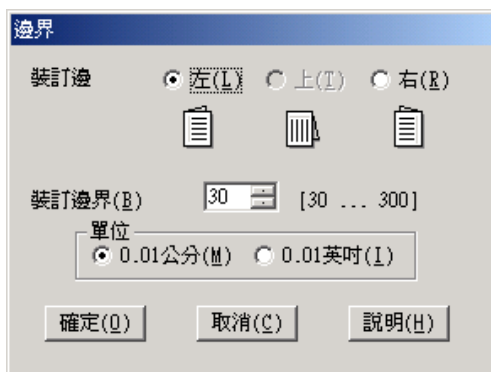 邊界
裝訂邊 左(L) 上(T) 右(R)
裝訂邊界(B) 30 [30 ... 300]
單位
0.01公分(M) 0.01英吋(I)
確定(O) 取消(C) 說明(H)